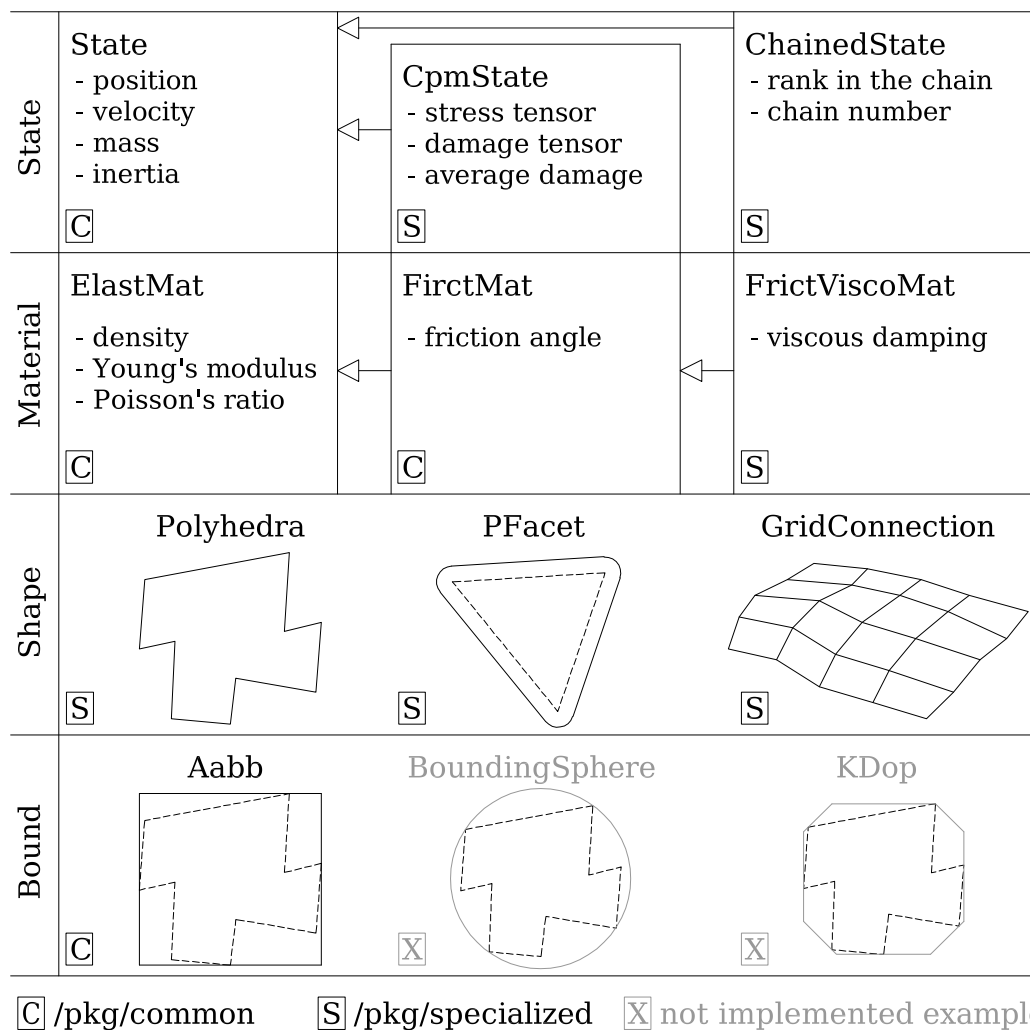 State
State
- position
- velocity
- mass
- inertia
C
CpmState
- stress tensor
- damage tensor
- average damage
S
ChainedState
- rank in the chain
- chain number
S
Material
ElastMat
- density
- Young's modulus
- Poisson's ratio
C
FirctMat
- friction angle
C
FrictViscoMat
- viscous damping
S
Shape
Polyhedra
S
PFacet
S
GridConnection
S
Bound
Aabb
C
BoundingSphere
X
KDop
X
C /pkg/common
S /pkg/specialized
X not implemented exampl